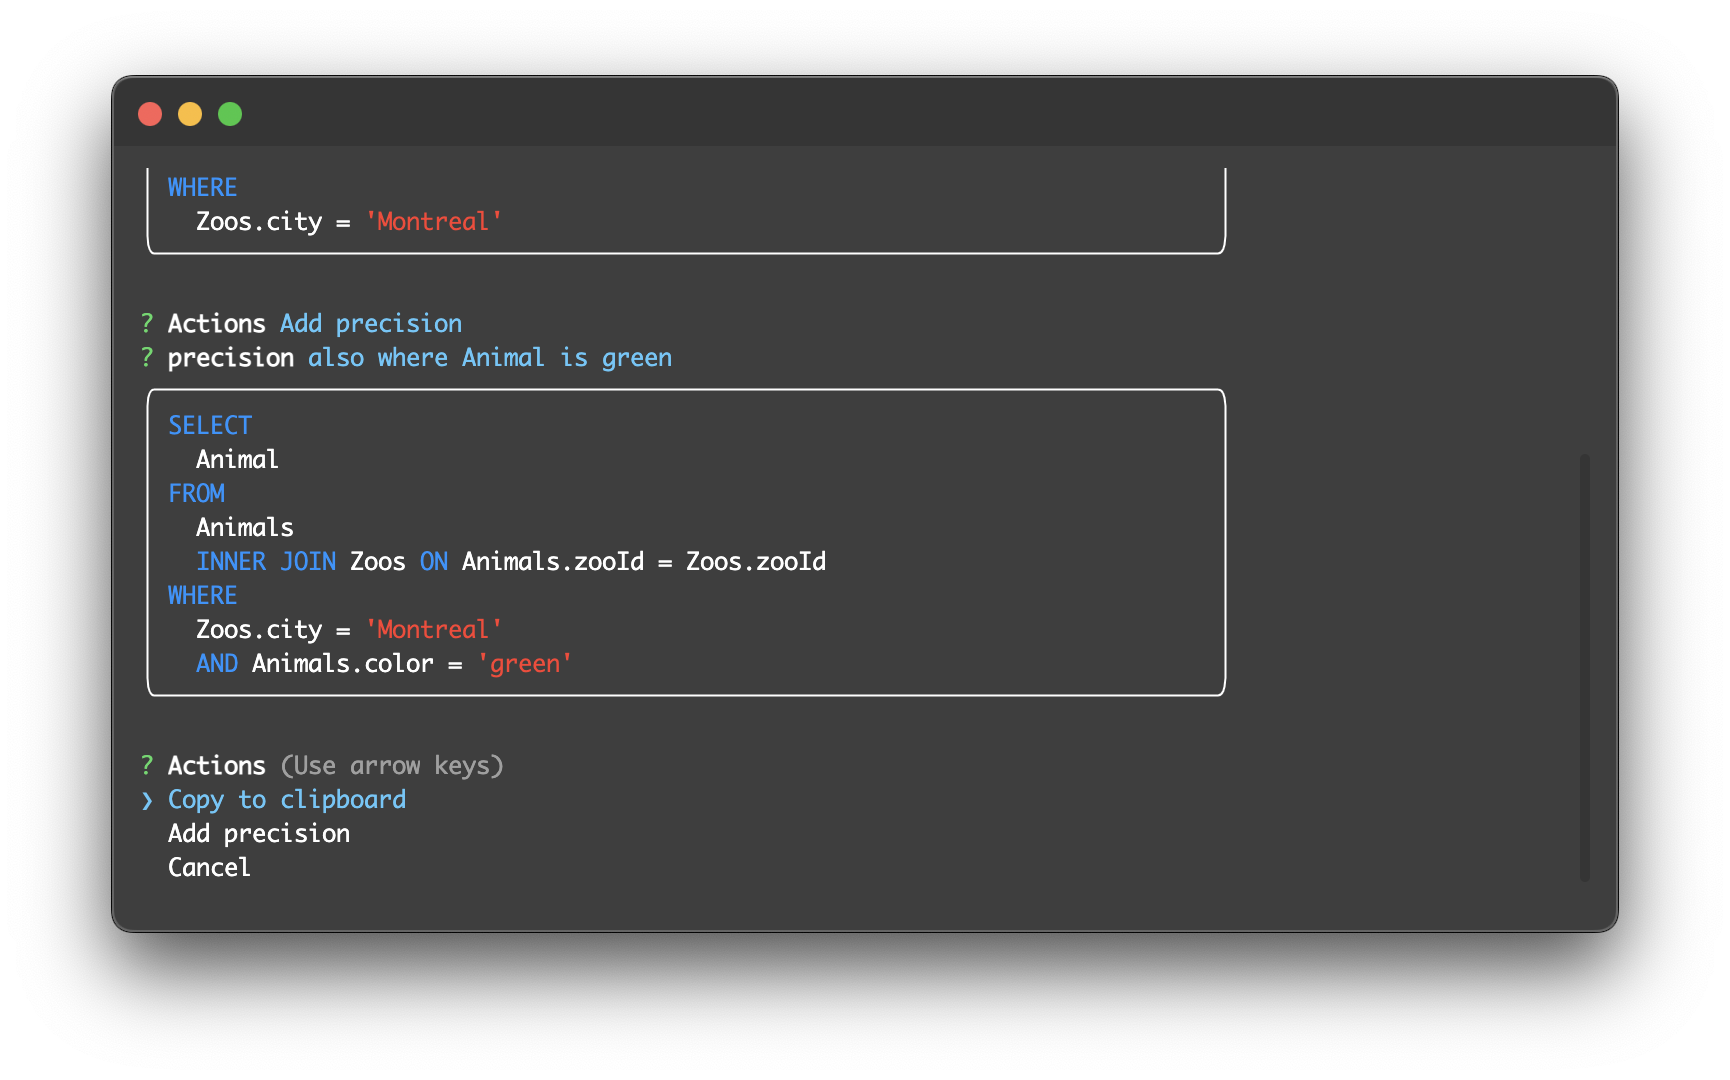 WHERE
Zoos.city = 'Montreal'
? Actions Add precision
? precision also where Animal is green
SELECT
Animal
FROM
Animals
INNER JOIN Zoos ON Animals.zooId = Zoos.zooId
WHERE
Zoos.city = 'Montreal'
AND Animals.color = 'green'
? Actions (Use arrow keys)
❯ Copy to clipboard
Add precision
Cancel